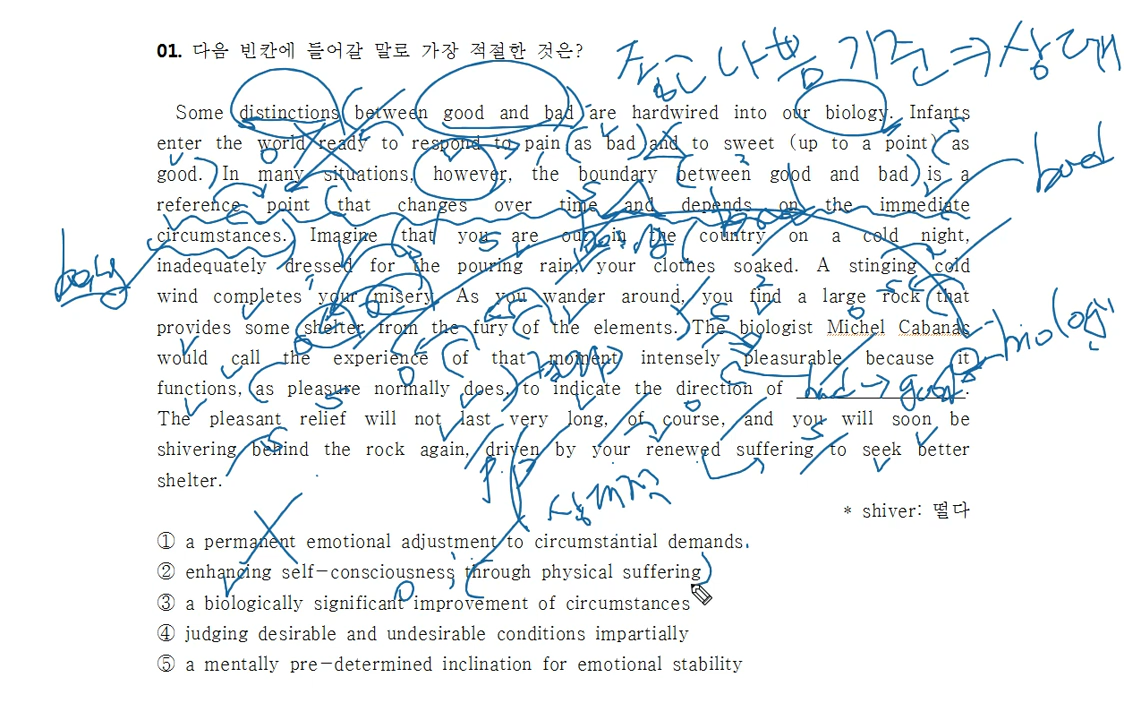 01. 다음 빈칸에 들어갈 말로 가장 적절한 것은?
좋고 나쁨 기준 ⇒ 상대
Some distinctions between good and bad are hardwired into our biology. Infants
enter the world ready to respond to pain (as bad) and to sweet (up to a point) (as
good.) In many situations, however, the boundary between good and bad is a
reference point that changes over time and depends on the immediate
circumstances. Imagine that you are out in the country on a cold night,
inadequately dressed for the pouring rain, your clothes soaked. A stinging cold
wind completes your misery. As you wander around, you find a large rock that
provides some shelter from the fury of the elements. The biologist Michel Cabanac
would call the experience of that moment intensely pleasurable because it
functions, as pleasure normally does, to indicate the direction of bad → good.
The pleasant relief will not last very long, of course, and you will soon be
shivering behind the rock again, driven by your renewed suffering to seek better
shelter.
* shiver: 떨다
① a permanent emotional adjustment to circumstantial demands.
② enhancing self-consciousness through physical suffering
③ a biologically significant improvement of circumstances
④ judging desirable and undesirable conditions impartially
⑤ a mentally pre-determined inclination for emotional stability